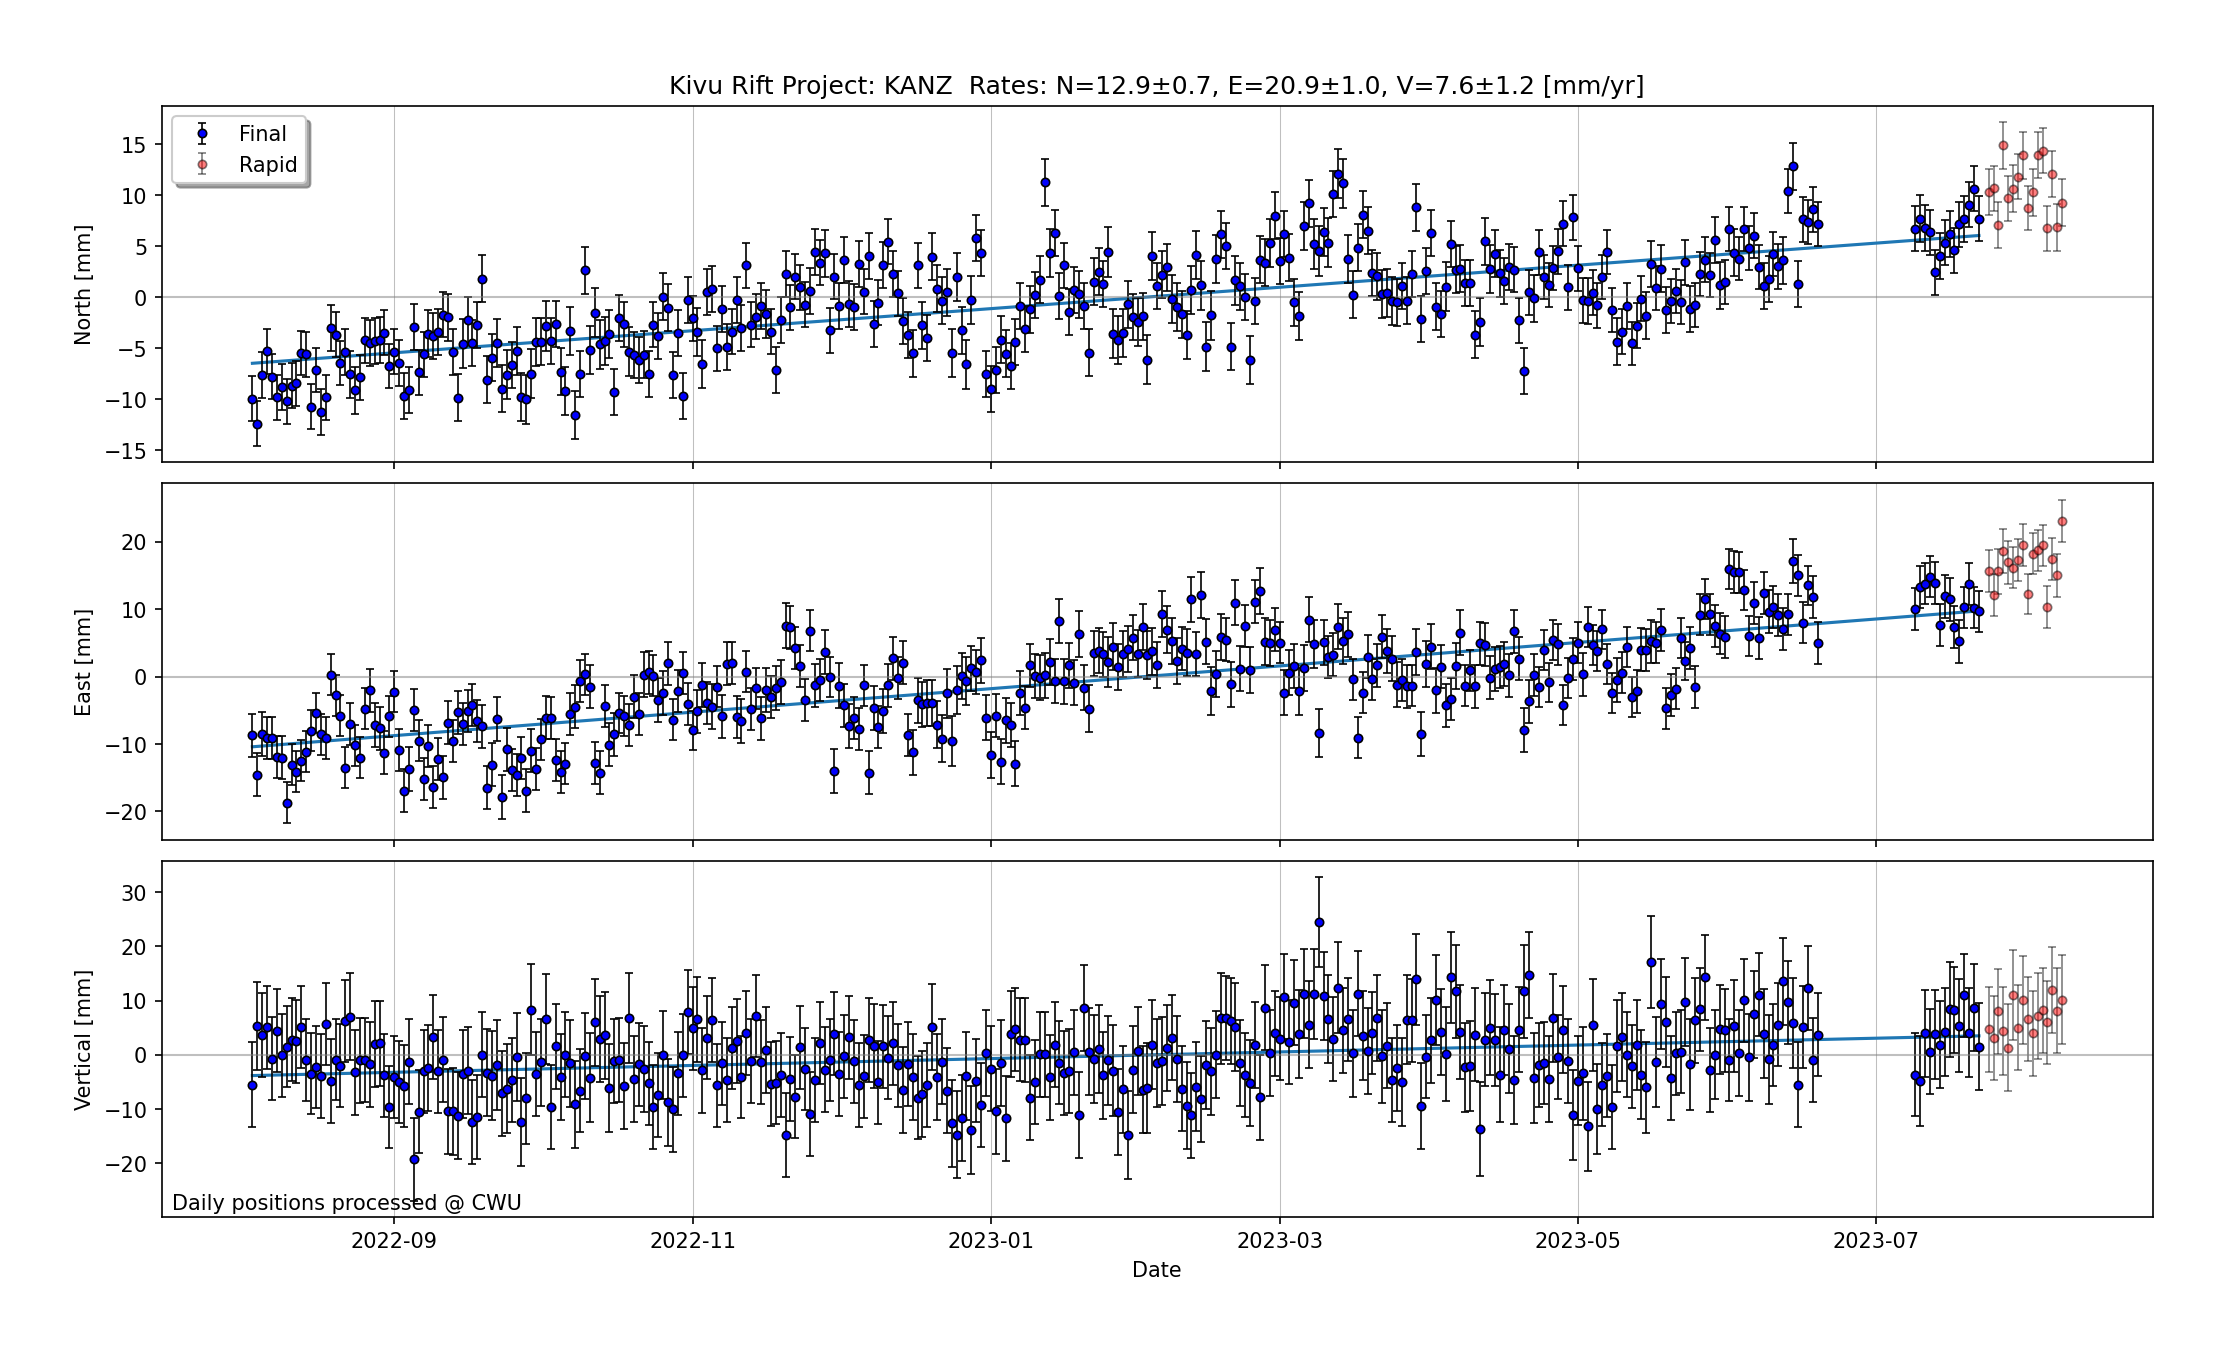 Kivu Rift Project: KANZ  Rates: N=12.9±0.7, E=20.9±1.0, V=7.6±1.2 [mm/yr]
Final
Rapid
North [mm]
15
10
5
0
−5
−10
−15
East [mm]
20
10
0
−10
−20
Vertical [mm]
30
20
10
0
−10
−20
Daily positions processed @ CWU
2022-09 2022-11 2023-01 2023-03 2023-05 2023-07
Date